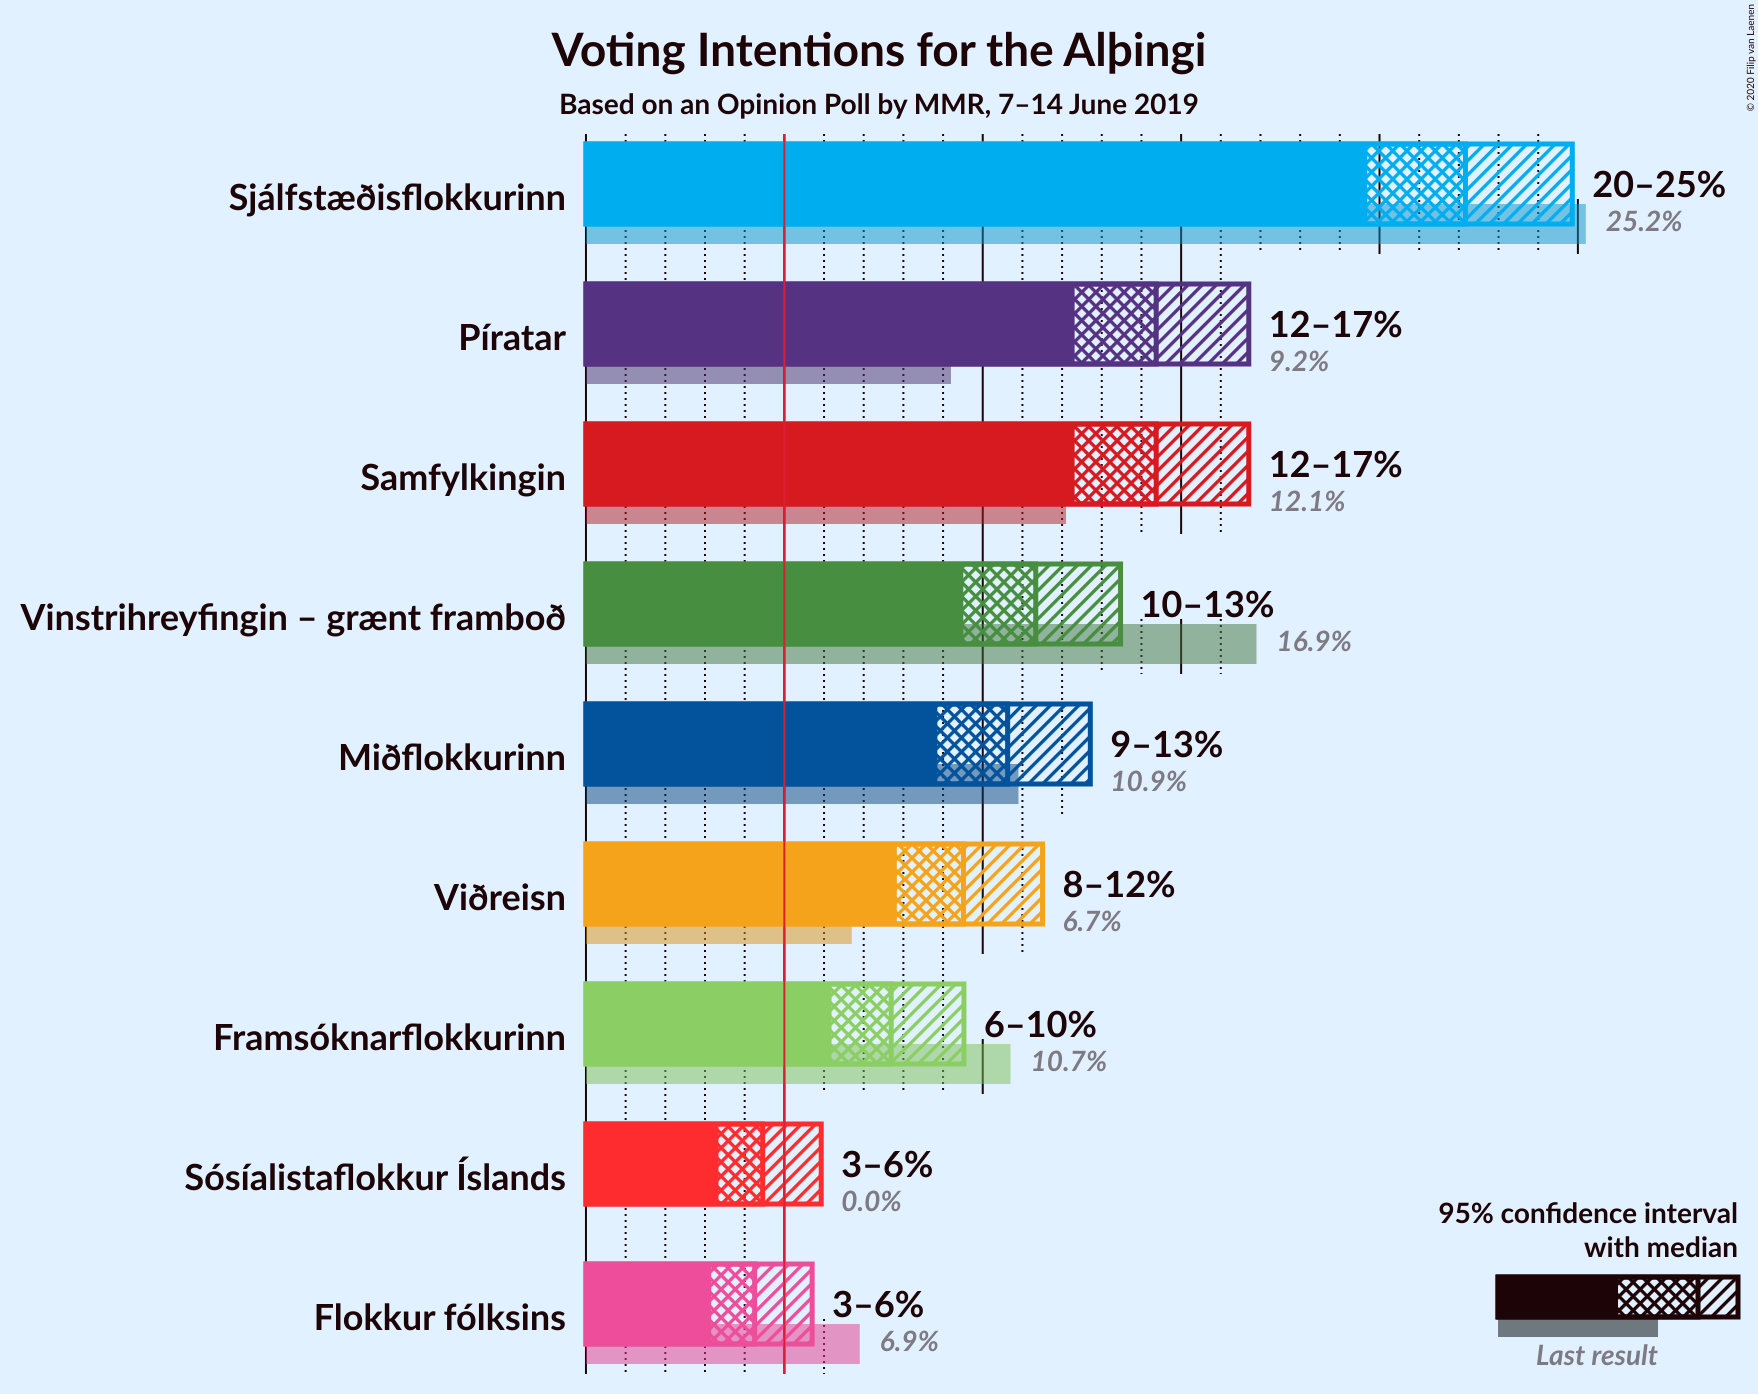 © 2020 Filip van Laenen
Voting Intentions for the Alþingi
Based on an Opinion Poll by MMR, 7–14 June 2019
Sjálfstæðisflokkurinn
20–25%
25.2%
Píratar
12–17%
9.2%
Samfylkingin
12–17%
12.1%
Vinstrihreyfingin – grænt framboð
10–13%
16.9%
Miðflokkurinn
9–13%
10.9%
Viðreisn
8–12%
6.7%
Framsóknarflokkurinn
6–10%
10.7%
Sósíalistaflokkur Íslands
3–6%
0.0%
Flokkur fólksins
3–6%
6.9%
95% confidence interval
with median
Last result